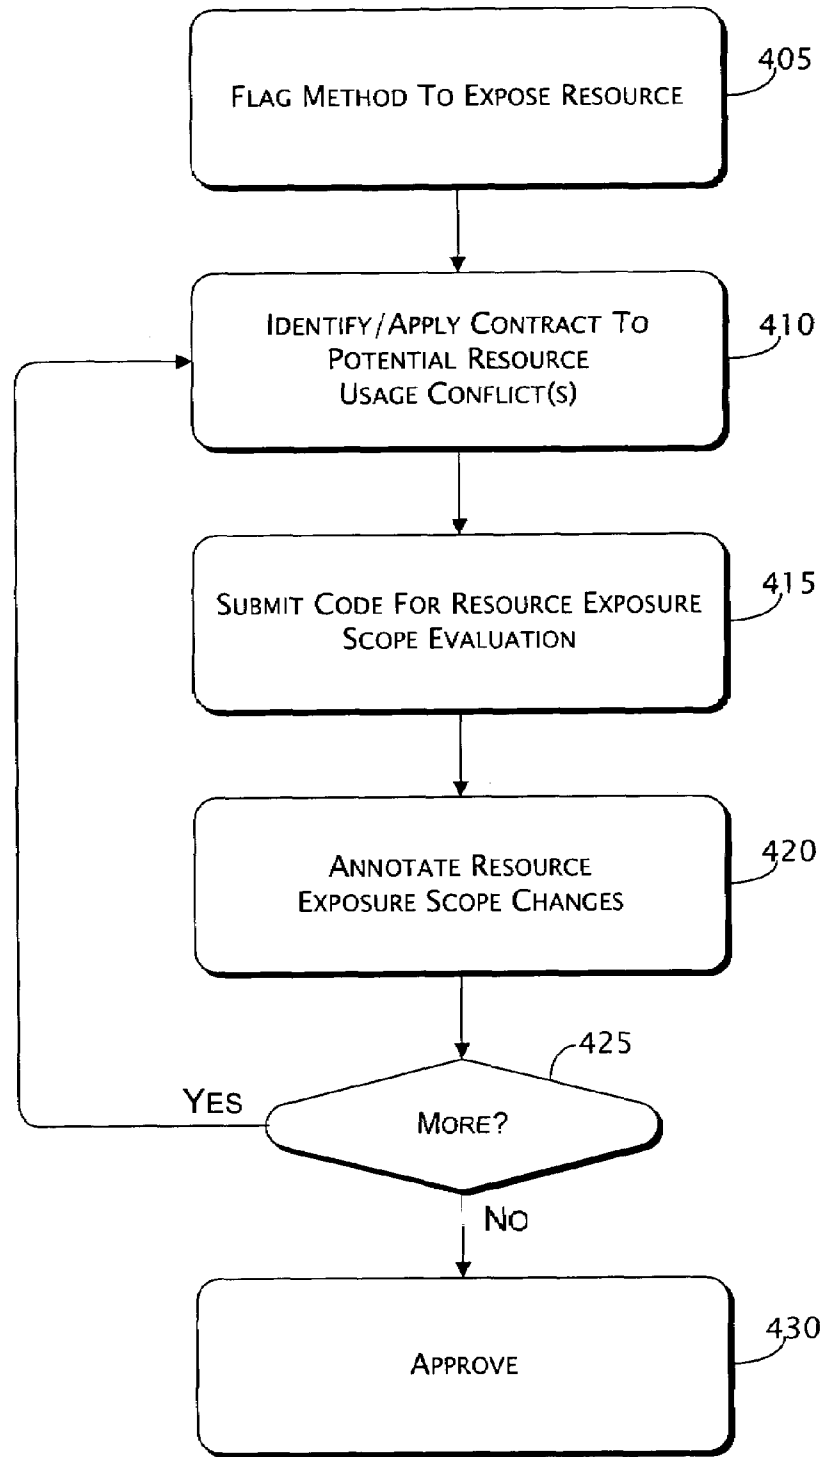 405
FLAG METHOD TO EXPOSE RESOURCE
IDENTIFY/APPLY CONTRACT TO
POTENTIAL RESOURCE
USAGE CONFLICT(S)
410
SUBMIT CODE FOR RESOURCE EXPOSURE
SCOPE EVALUATION
415
ANNOTATE RESOURCE
EXPOSURE SCOPE CHANGES
420
425
YES
MORE?
NO
APPROVE
430